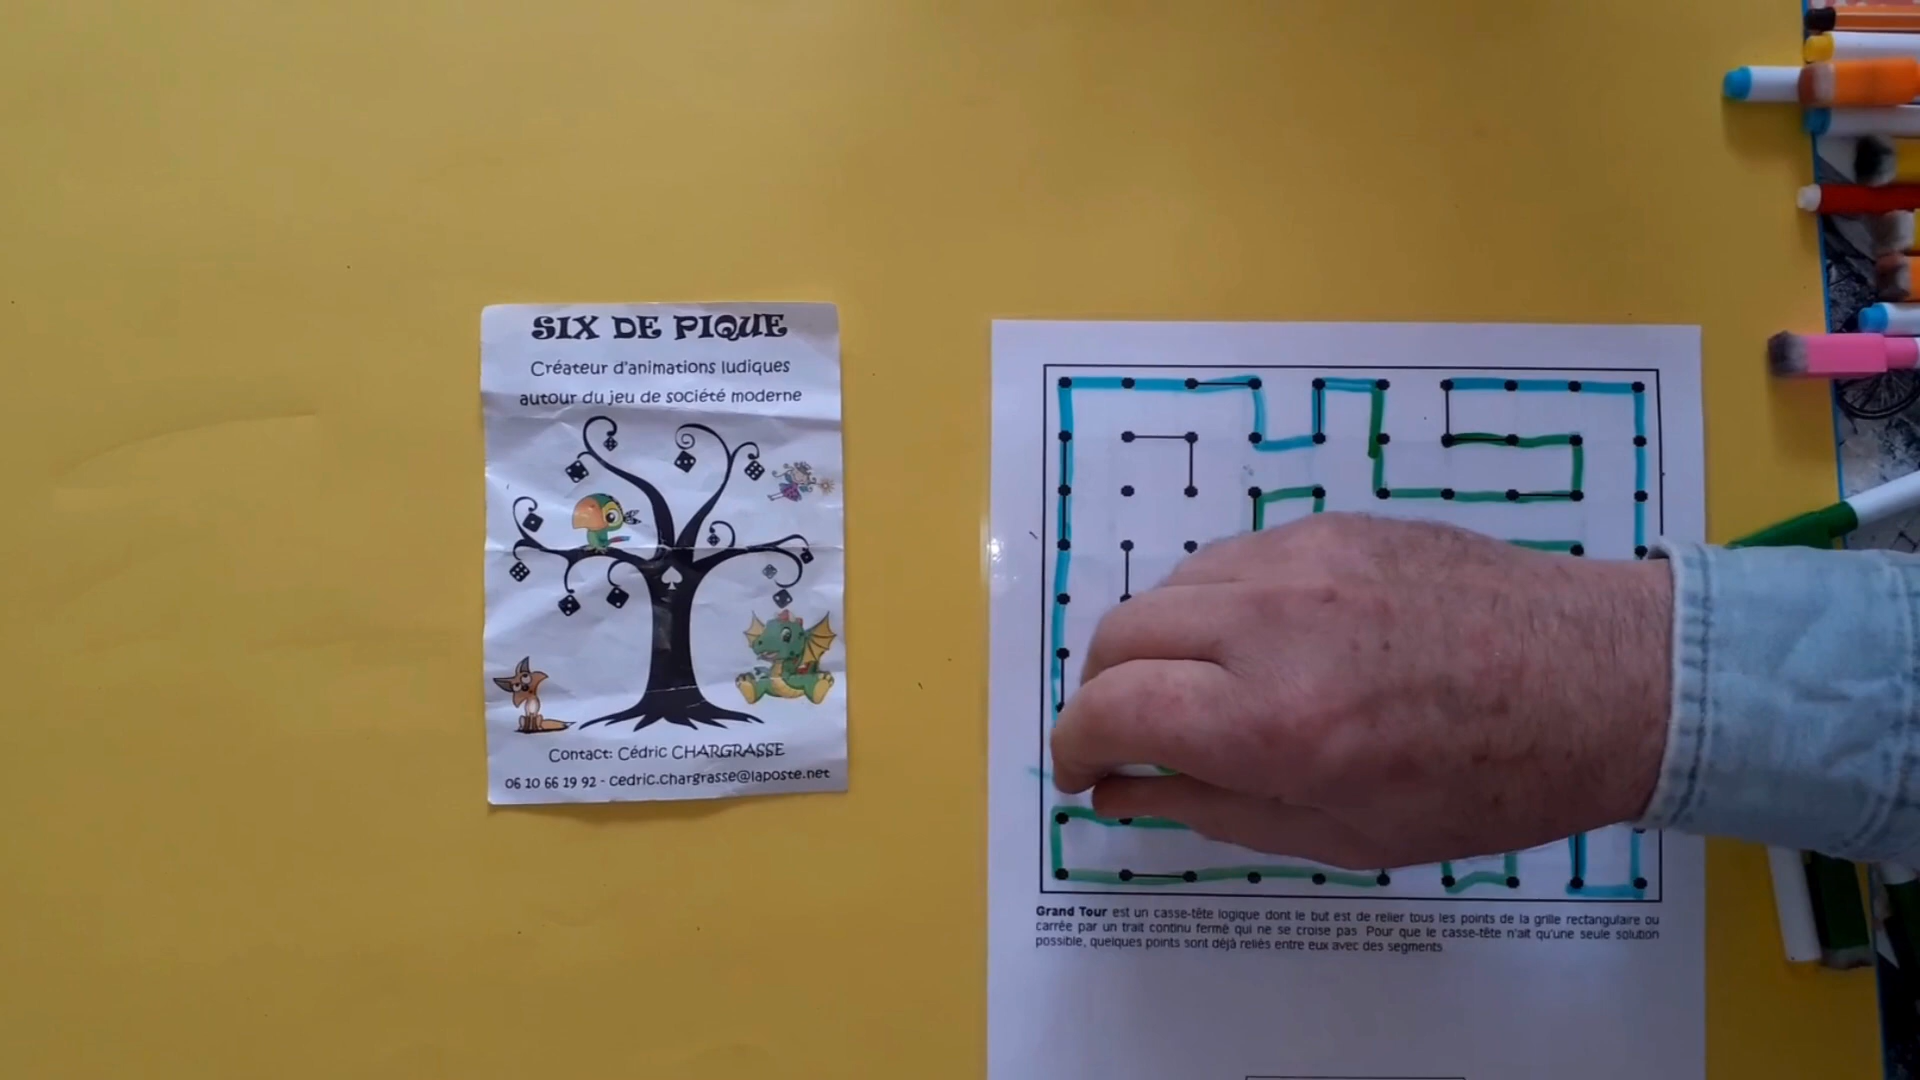 SIX DE PIQUE
Créateur d'animations ludiques
autour du jeu de société moderne
Contact: Cédric CHARGRASSE
06 10 66 19 92 - cedric.chargrasse@laposte.net
Grand Tour est un casse-tête logique dont le but est de relier tous les points de la grille rectangulaire ou
carrée par un trait continu fermé qui ne se croise pas. Pour que le casse-tête n'ait qu'une seule solution
possible, quelques points sont déjà reliés entre eux avec des segments.